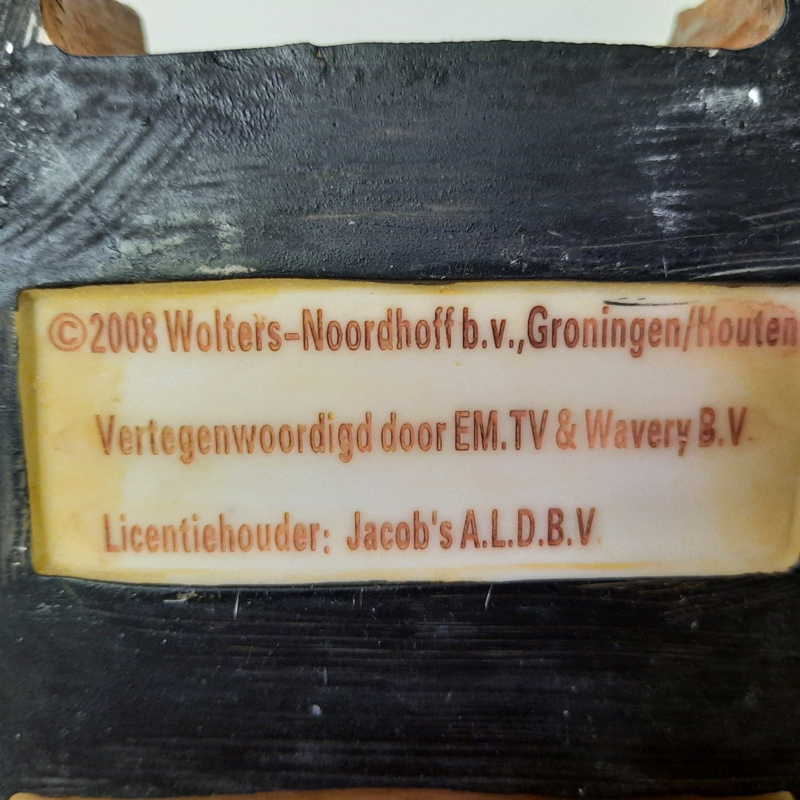 ©2008 Wolters-Noordhoff b.v.,Groningen/Houten
Vertegenwoordigd door EM.TV & Wavery B.V.
Licentiehouder: Jacob's A.L.D.B.V.